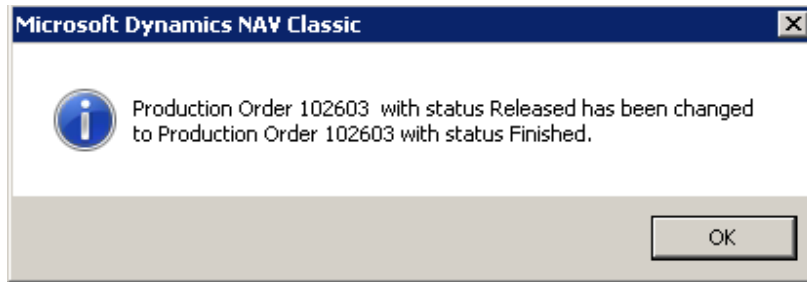 Microsoft Dynamics NAV Classic
Production Order 102603  with status Released has been changed
to Production Order 102603 with status Finished.
OK